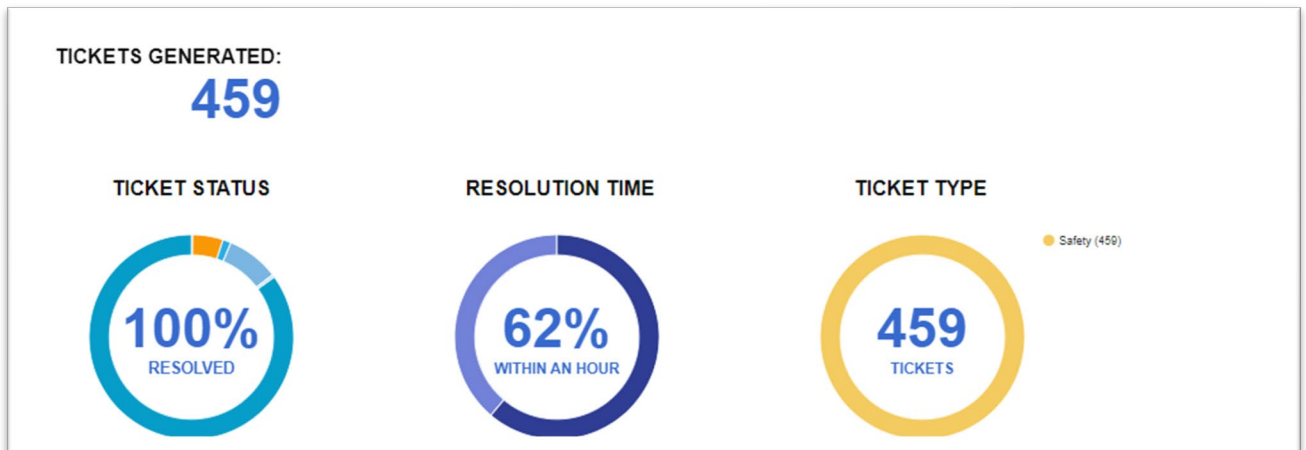 TICKETS GENERATED:
459
TICKET STATUS
100%
RESOLVED
RESOLUTION TIME
62%
WITHIN AN HOUR
TICKET TYPE
459
TICKETS
Safety (459)